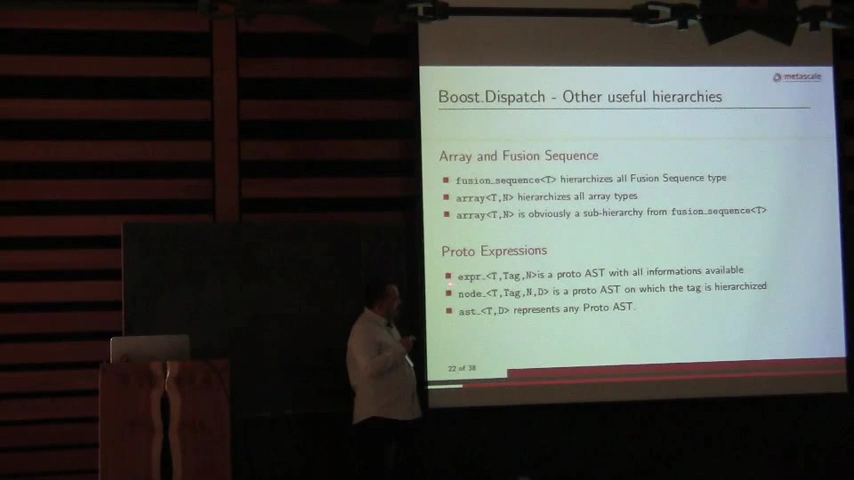 metascale
Boost.Dispatch - Other useful hierarchies
Array and Fusion Sequence
fusion_sequence<T> hierarchizes all Fusion Sequence type
array<T,N> hierarchizes all array types
array<T,N> is obviously a sub-hierarchy from fusion_sequence<T>
Proto Expressions
expr_<T,Tag,N>is a proto AST with all informations available
node_<T,Tag,N,D> is a proto AST on which the tag is hierarchized
ast_<T,D> represents any Proto AST.
22 of 38